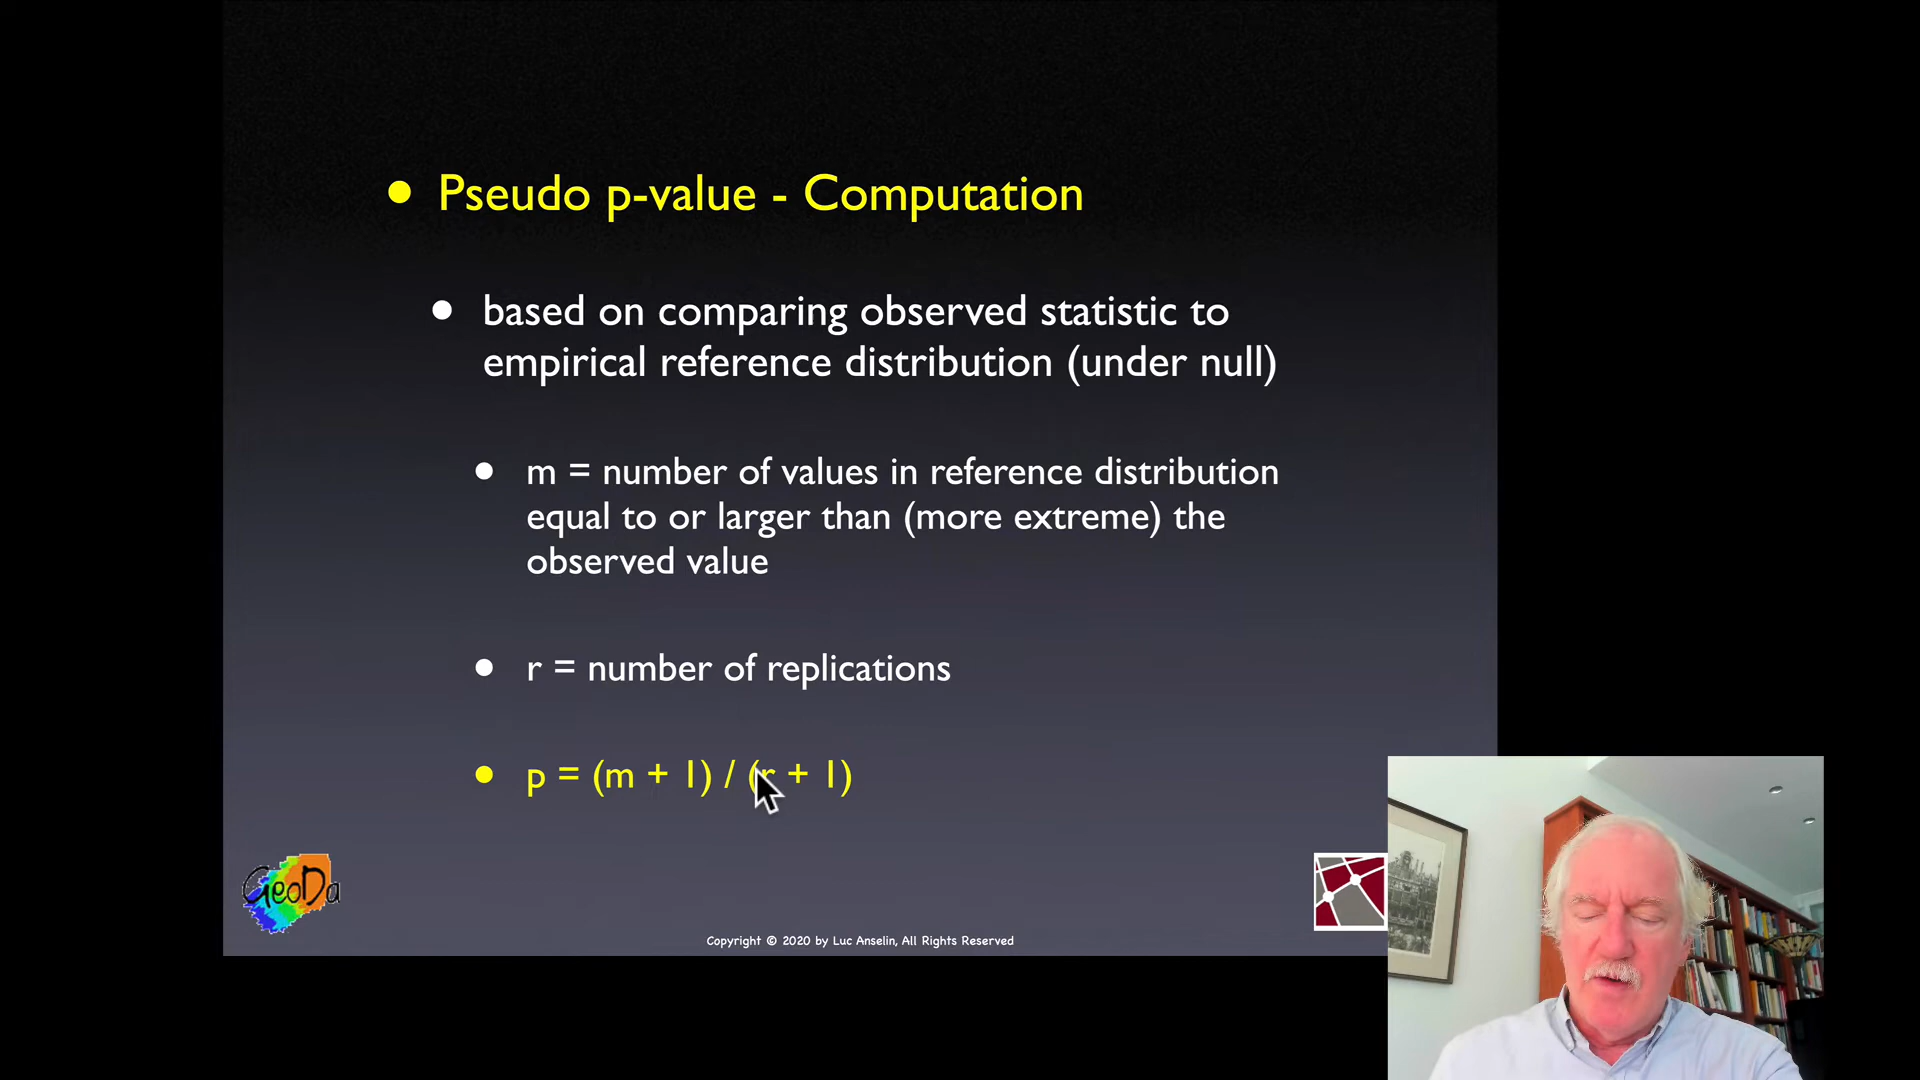 Pseudo p-value - Computation
based on comparing observed statistic to
empirical reference distribution (under null)
m = number of values in reference distribution
equal to or larger than (more extreme) the
observed value
r = number of replications
p = (m + 1) / (r + 1)
GeoDa
Copyright © 2020 by Luc Anselin, All Rights Reserved